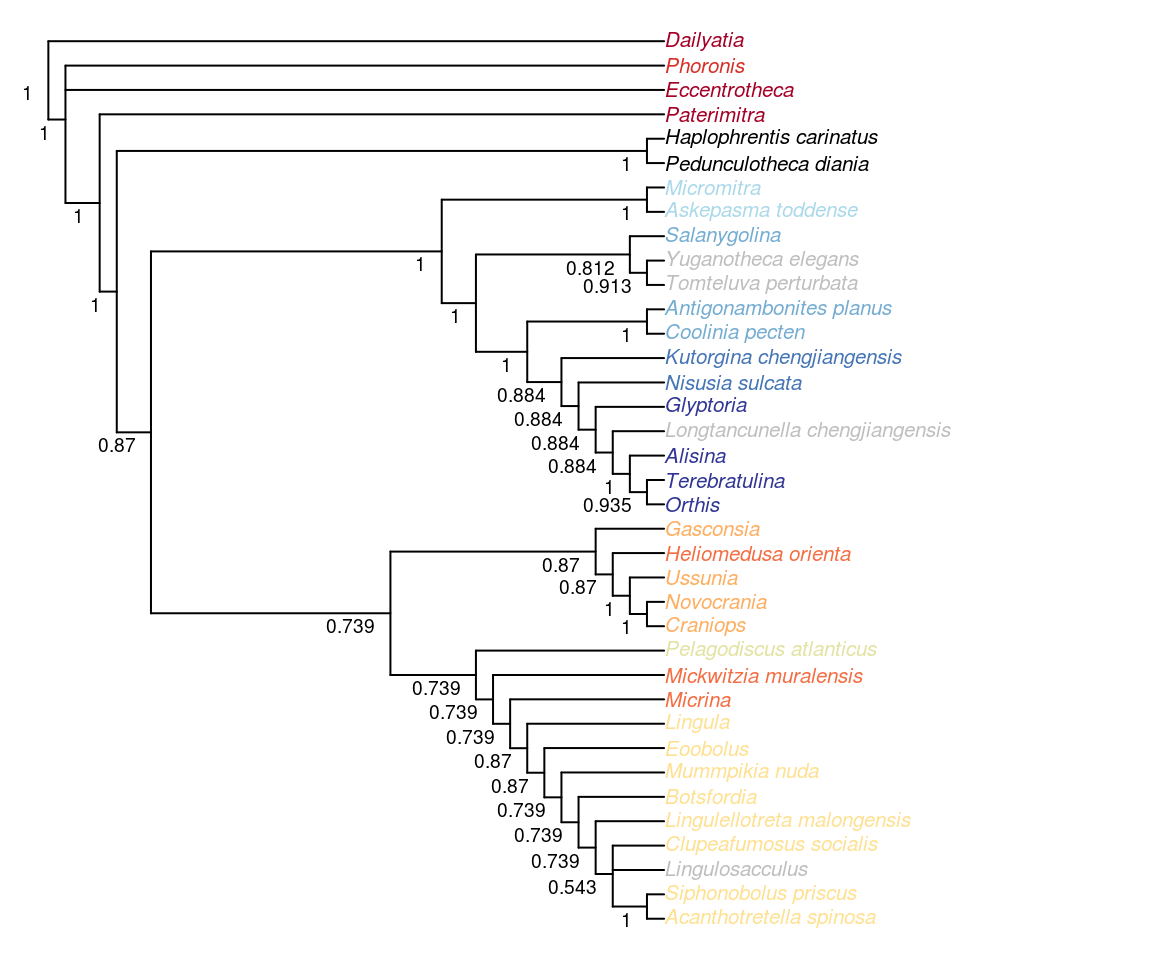 Dailyatia
Phoronis
1
Eccentrotheca
Paterimitra
1
Haplophrentis carinatus
Pedunculotheca diania
1
Micromitra
Askepasma toddense
1
1
Salanygolina
Yuganotheca elegans
1
0.812
Tomteluva perturbata
0.913
1
Antigonambonites planus
1
Coolinia pecten
1
Kutorgina chengjiangensis
1
Nisusia sulcata
0.884
Glyptoria
0.884
Longtancunella chengjiangensis
0.884
0.87
Alisina
0.884
Terebratulina
1
Orthis
0.935
Gasconsia
Heliomedusa orienta
0.87
Ussunia
0.87
Novocrania
1
Craniops
0.739
1
Pelagodiscus atlanticus
Mickwitzia muralensis
0.739
Micrina
0.739
Lingula
0.739
Eoobolus
0.87
Mummpikia nuda
0.87
Botsfordia
0.739
Lingulellotreta malongensis
0.739
Clupeafumosus socialis
0.739
Lingulosacculus
0.543
Siphonobolus priscus
Acanthotretella spinosa
1